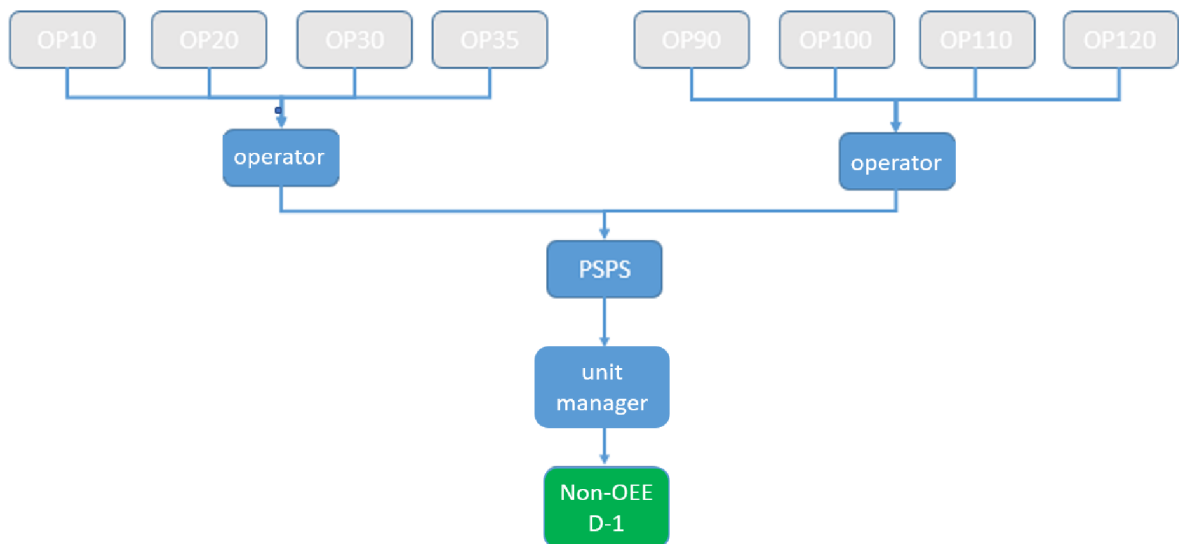 OP10 OP20 OP30 OP35 OP90 OP100 OP110 OP120
operator operator
PSPS
unit
manager
Non-OEE
D-1